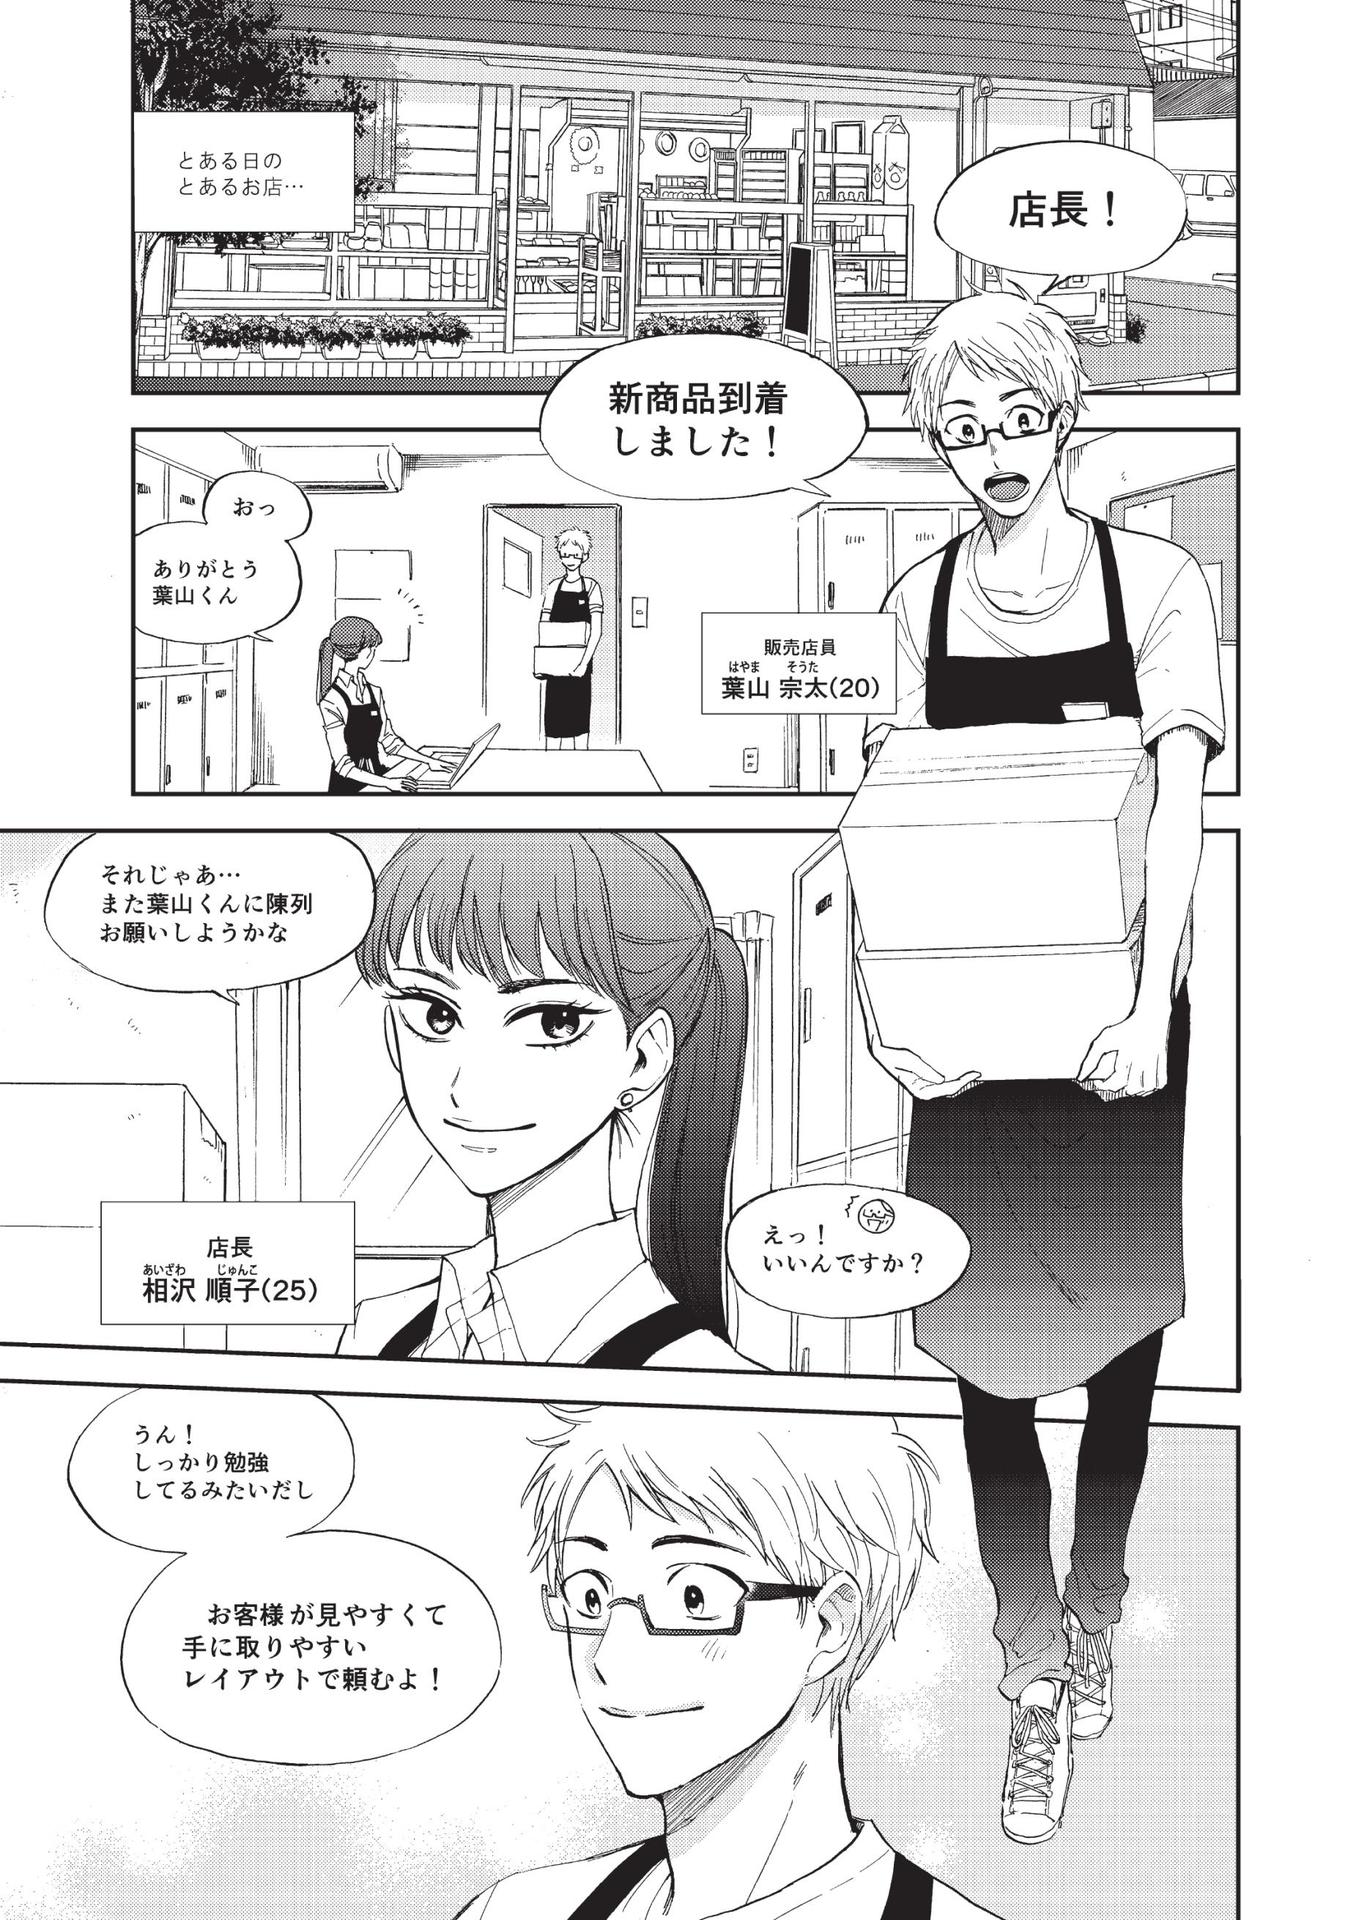 とある日の
とあるお店…
店長！
新商品到着
しました！
おっ
ありがとう
葉山くん
販売店員
はやま そうた
葉山 宗太(20)
それじゃあ…
また葉山くんに陳列
お願いしようかな
店長
あいざわ じゅんこ
相沢 順子(25)
えっ！
いいんですか？
うん！
しっかり勉強
してるみたいだし
お客様が見やすくて
手に取りやすい
レイアウトで頼むよ！